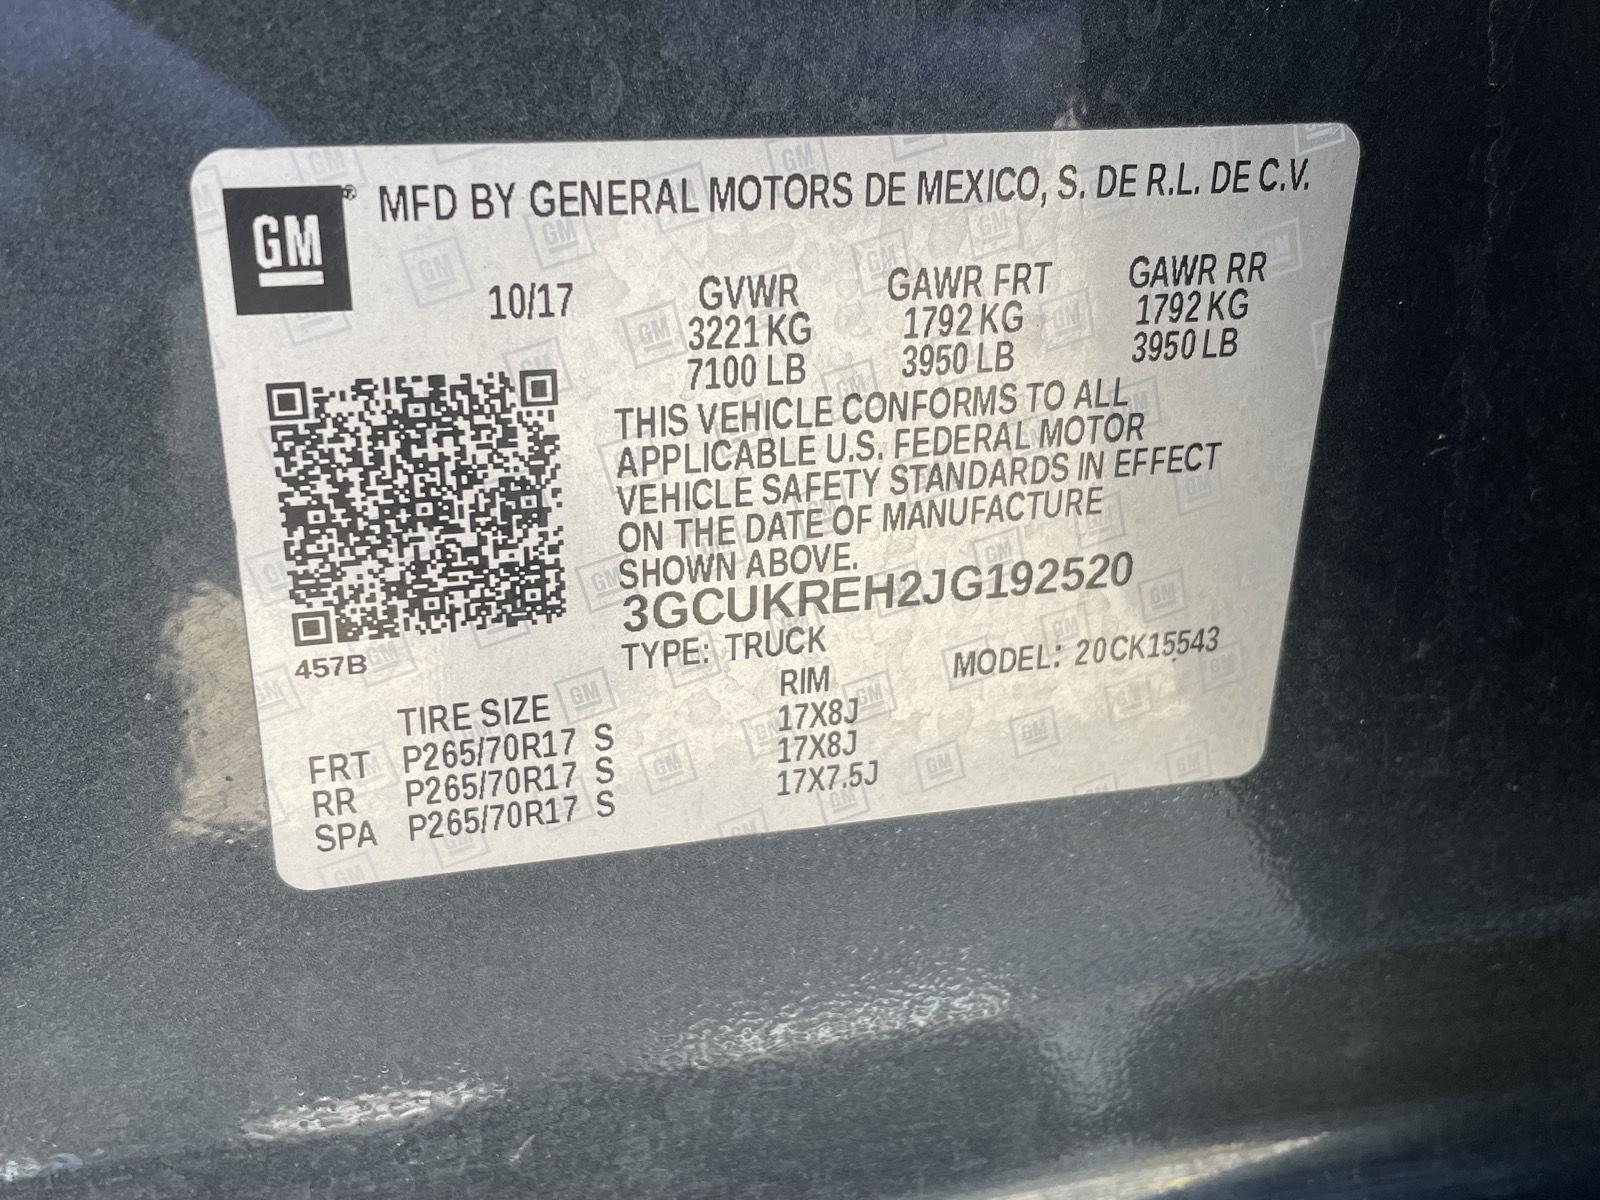 GM® MFD BY GENERAL MOTORS DE MEXICO, S. DE R.L. DE C.V.
10/17 GVWR GAWR FRT GAWR RR
3221 KG 1792 KG 1792 KG
7100 LB 3950 LB 3950 LB
THIS VEHICLE CONFORMS TO ALL
APPLICABLE U.S. FEDERAL MOTOR
VEHICLE SAFETY STANDARDS IN EFFECT
ON THE DATE OF MANUFACTURE
SHOWN ABOVE.
3GCUKREH2JG192520
457B
TYPE: TRUCK MODEL: 20CK15543
TIRE SIZE RIM
FRT P265/70R17 S 17X8J
RR P265/70R17 S 17X8J
SPA P265/70R17 S 17X7.5J